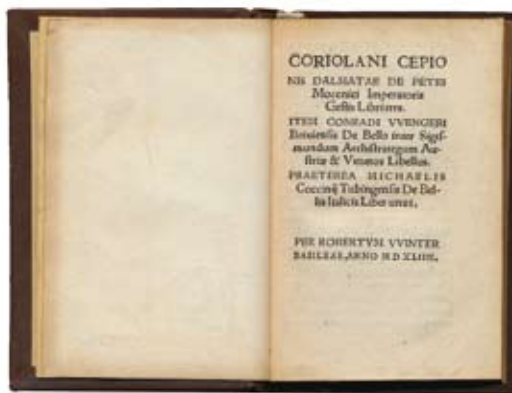 CORIOLANI CEPIO
NIS DALMATAE DE PETRI
Mocenici Imperatoris
Gestis Libri tres.
ITEM CONRADI VVENGERI
De Bello inter Sigis-
mundum Archistrategum Au-
striæ & Venetos Libellus.
PRAETEREA MICHAELIS
Coccinij Tubingensis De Bel-
lis Italicis Liber unus.
PER ROBERTVM VVINTER
BASILEAE, ANNO M D XLIIII.